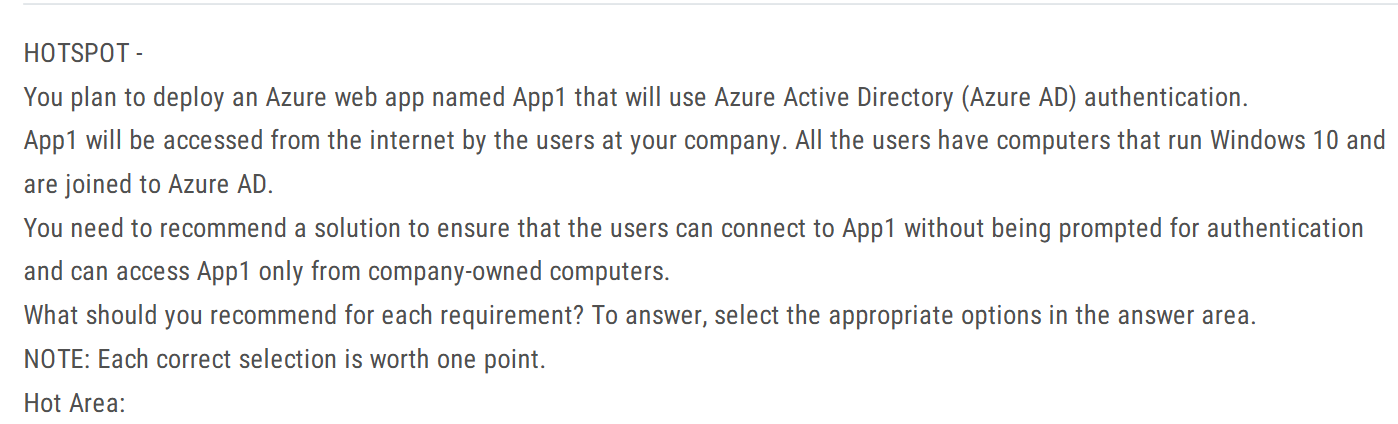 HOTSPOT -
You plan to deploy an Azure web app named App1 that will use Azure Active Directory (Azure AD) authentication.
App1 will be accessed from the internet by the users at your company. All the users have computers that run Windows 10 and
are joined to Azure AD.
You need to recommend a solution to ensure that the users can connect to App1 without being prompted for authentication
and can access App1 only from company-owned computers.
What should you recommend for each requirement? To answer, select the appropriate options in the answer area.
NOTE: Each correct selection is worth one point.
Hot Area: